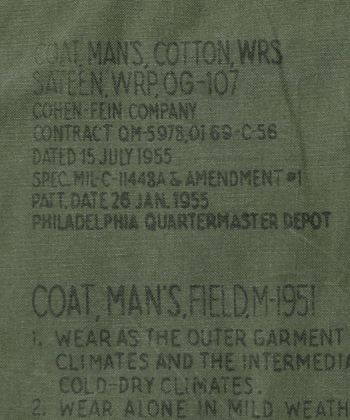 COAT, MAN'S, COTTON, WRS
SATEEN, WRP, OG-107
COHEN-FEIN COMPANY
CONTRACT QM-5978, OI 69-C-56
DATED 15 JULY 1955
SPEC. MIL-C-11448A & AMENDMENT #1
PATT. DATE 26 JAN. 1955
PHILADELPHIA QUARTERMASTER DEPOT
COAT, MAN'S, FIELD, M-1951
1. WEAR AS THE OUTER GARMENT
CLIMATES AND THE INTERMEDIA
COLD-DRY CLIMATES.
2. WEAR ALONE IN MILD WEATH